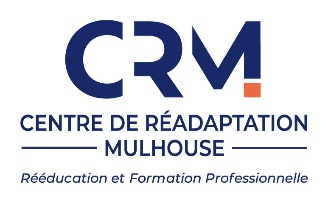 CRM
CENTRE DE RÉADAPTATION
MULHOUSE
Rééducation et Formation Professionnelle